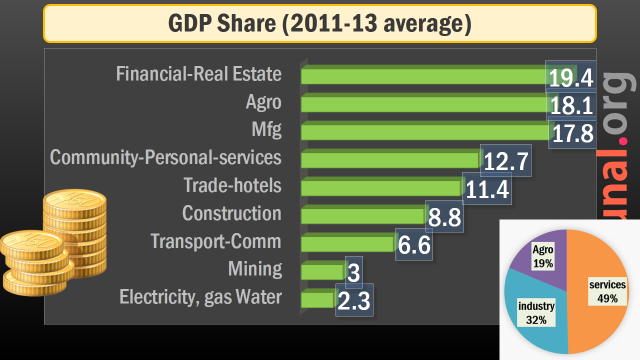 GDP Share (2011-13 average)
Financial-Real Estate 19.4
Agro 18.1
Mfg 17.8
Community-Personal-services 12.7
Trade-hotels 11.4
Construction 8.8
Transport-Comm 6.6
Mining 3
Electricity, gas Water 2.3
unal.org
Agro
19%
services
49%
industry
32%